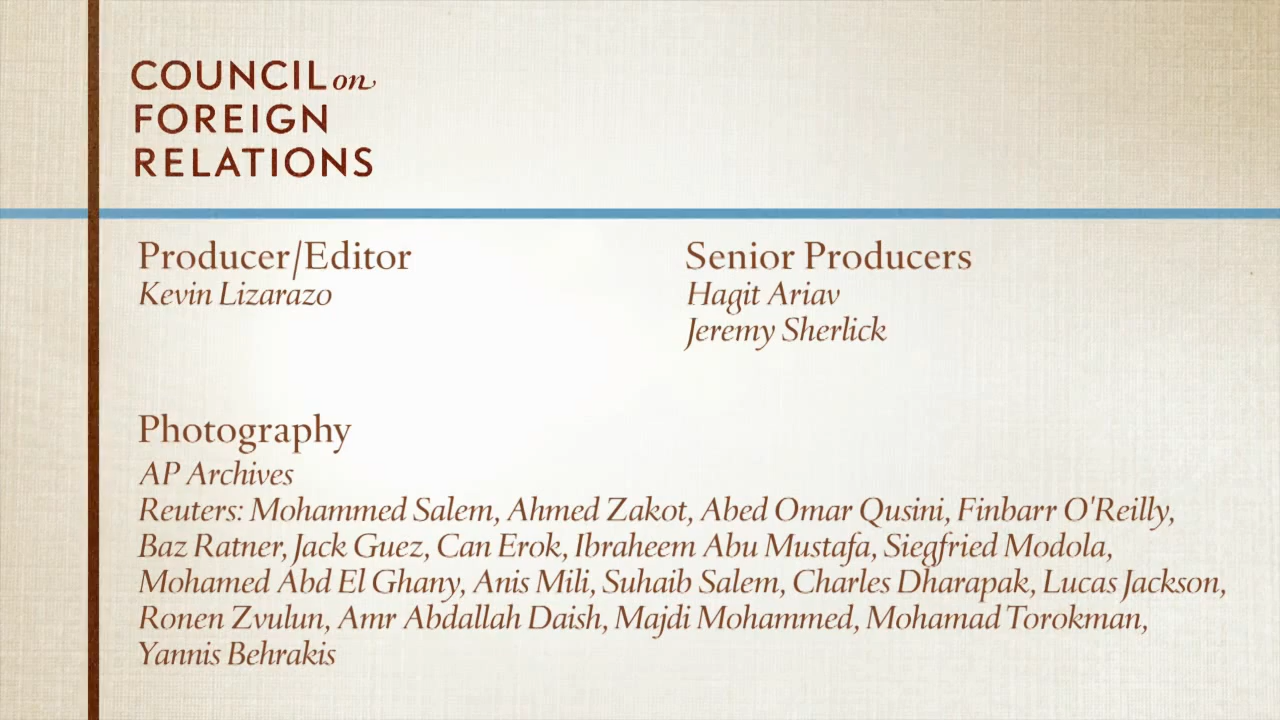 COUNCIL on
FOREIGN
RELATIONS
Producer/Editor
Kevin Lizarazo
Senior Producers
Hagit Ariav
Jeremy Sherlick
Photography
AP Archives
Reuters: Mohammed Salem, Ahmed Zakot, Abed Omar Qusini, Finbarr O'Reilly,
Baz Ratner, Jack Guez, Can Erok, Ibraheem Abu Mustafa, Siegfried Modola,
Mohamed Abd El Ghany, Anis Mili, Suhaib Salem, Charles Dharapak, Lucas Jackson,
Ronen Zvulun, Amr Abdallah Daish, Majdi Mohammed, Mohamad Torokman,
Yannis Behrakis